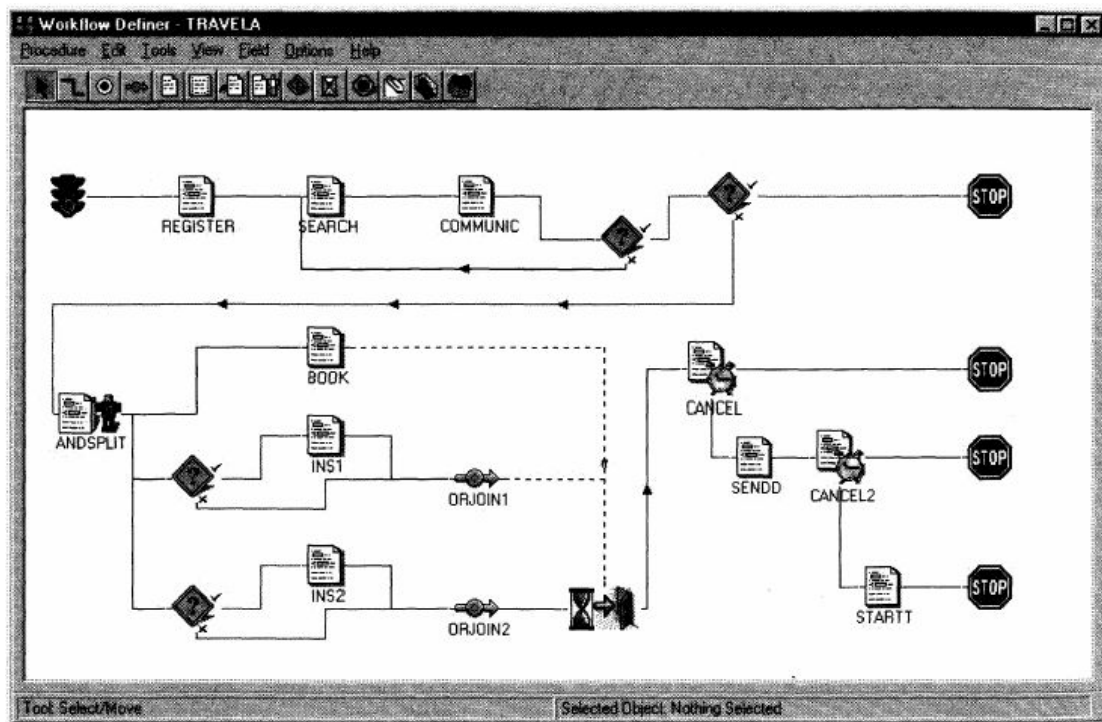 Workflow Definer - TRAVELA
Procedure Edit Tools View Field Options Help
REGISTER
SEARCH
COMMUNIC
?
?
STOP
BOOK
ANDSPLIT
CANCEL
STOP
?
INS1
ORJOIN1
SENDD
CANCEL2
STOP
?
INS2
ORJOIN2
STARTT
STOP
Tool: Select/Move
Selected Object: Nothing Selected